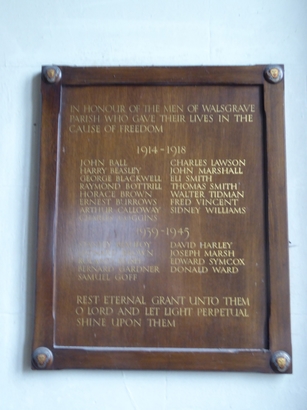 IN HONOUR OF THE MEN OF WALSGRAVE
PARISH WHO GAVE THEIR LIVES IN THE
CAUSE OF FREEDOM
1914-1918
JOHN BALL
HARRY BEASLEY
GEORGE BLACKWELL
RAYMOND BOTTRILL
HORACE BROWN
ERNEST BURROWS
ARTHUR CALLOWAY
CHARLES LAWSON
JOHN MARSHALL
ELI SMITH
THOMAS SMITH
WALTER TIDMAN
FRED VINCENT
SIDNEY WILLIAMS
1939-1945
BERNARD GARDNER
SAMUEL GOFF
DAVID HARLEY
JOSEPH MARSH
EDWARD SYMCOX
DONALD WARD
REST ETERNAL GRANT UNTO THEM
O LORD AND LET LIGHT PERPETUAL
SHINE UPON THEM